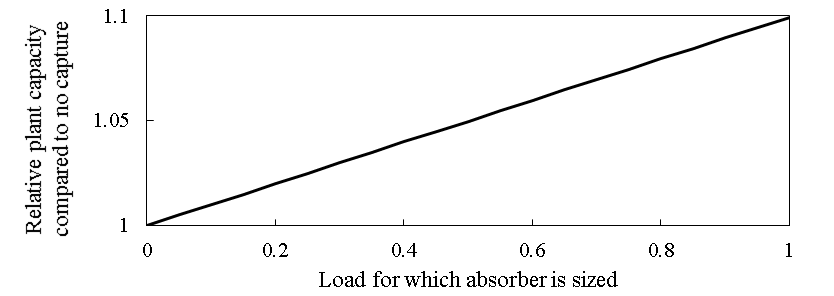 Relative plant capacity
compared to no capture
1.1
1.05
1
0 0.2 0.4 0.6 0.8 1
Load for which absorber is sized